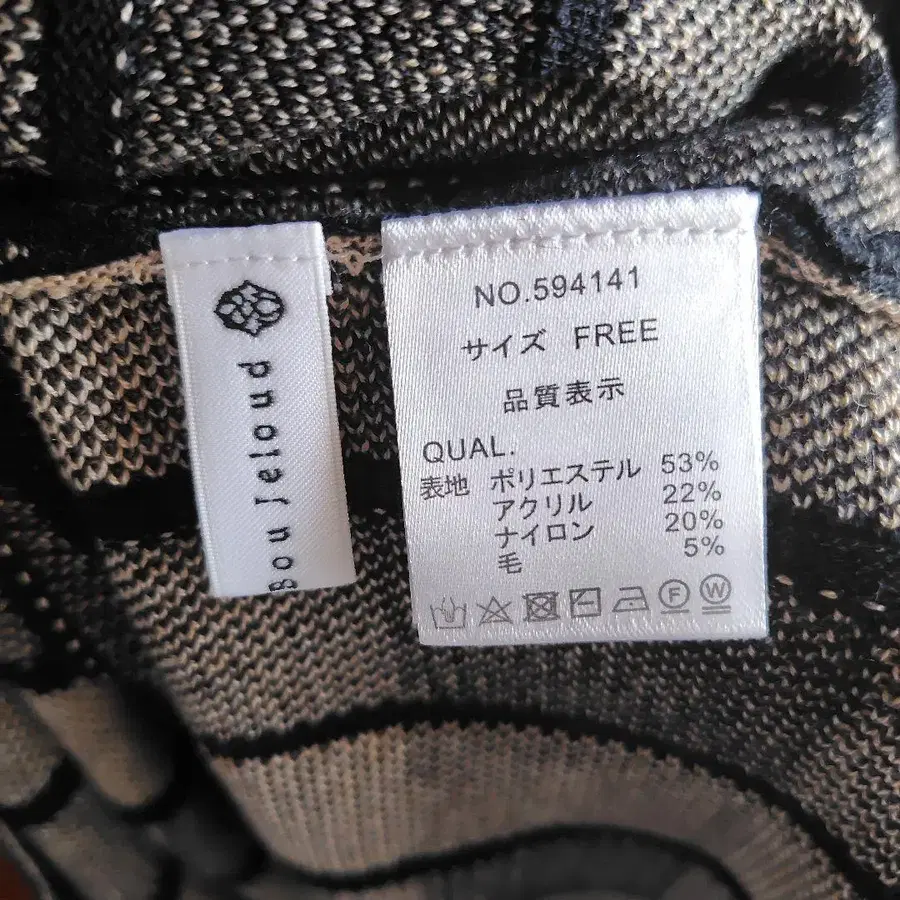 Bou Jeloud
NO.594141
サイズ FREE
品質表示
QUAL.
表地 ポリエステル 53%
アクリル 22%
ナイロン 20%
毛 5%
F W